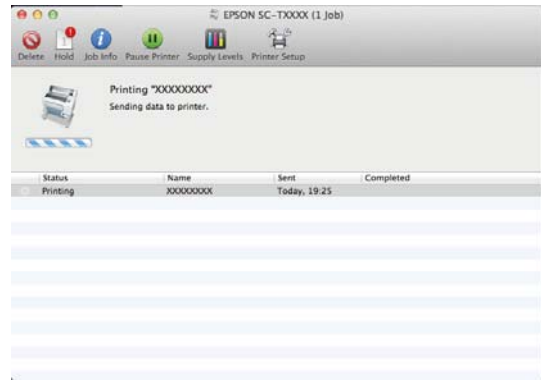 EPSON SC-TXXXX (1 Job)
Delete Hold Job Info Pause Printer Supply Levels Printer Setup
Printing "XXXXXXXX"
Sending data to printer.
Status Name Sent Completed
Printing XXXXXXXX Today, 19:25